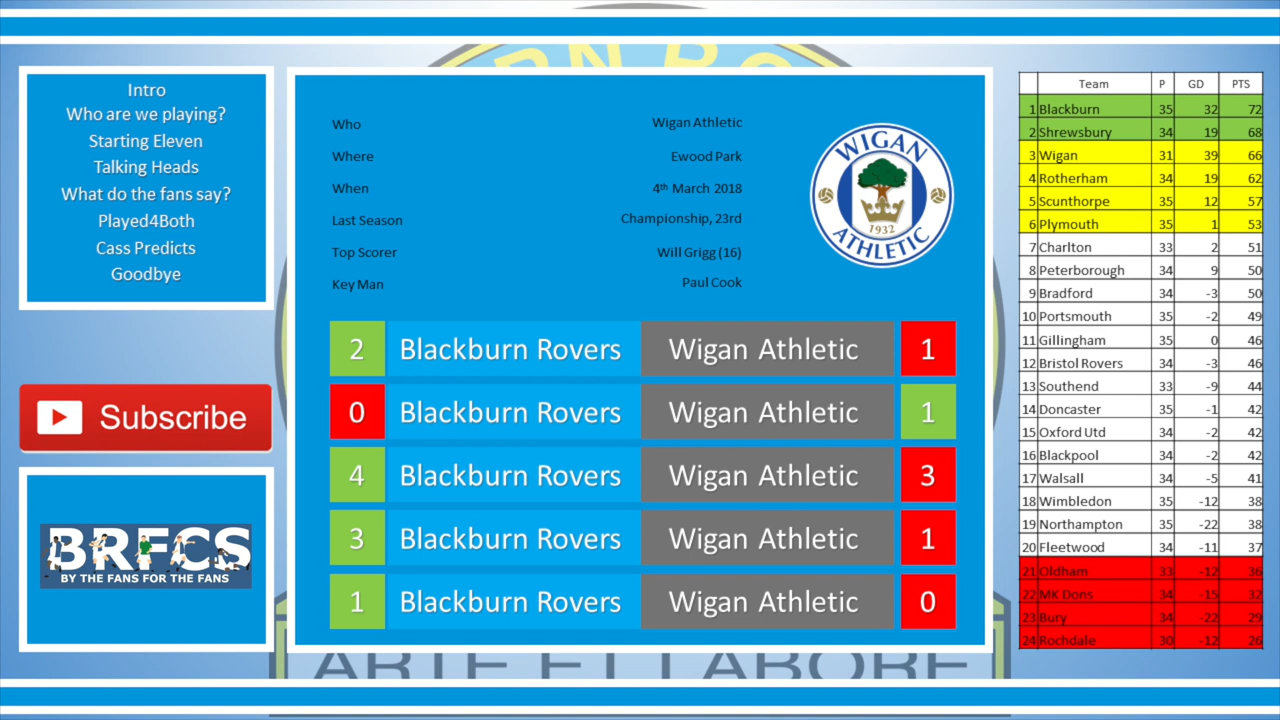 Intro
Who are we playing?
Starting Eleven
Talking Heads
What do the fans say?
Played4Both
Cass Predicts
Goodbye
Subscribe
BRFCS
BY THE FANS FOR THE FANS
RN RO
Who Wigan Athletic
Where Ewood Park
When 4th March 2018
Last Season Championship, 23rd
Top Scorer Will Grigg (16)
Key Man Paul Cook
WIGAN
1932
ATHLETIC
2 Blackburn Rovers Wigan Athletic 1
0 Blackburn Rovers Wigan Athletic 1
4 Blackburn Rovers Wigan Athletic 3
3 Blackburn Rovers Wigan Athletic 1
1 Blackburn Rovers Wigan Athletic 0
ARTE ET LABORE
Team P GD PTS
1 Blackburn 35 32 72
2 Shrewsbury 34 19 68
3 Wigan 31 39 66
4 Rotherham 34 19 62
5 Scunthorpe 35 12 57
6 Plymouth 35 1 53
7 Charlton 33 2 51
8 Peterborough 34 9 50
9 Bradford 34 -3 50
10 Portsmouth 35 -2 49
11 Gillingham 35 0 46
12 Bristol Rovers 34 -3 46
13 Southend 33 -9 44
14 Doncaster 35 -1 42
15 Oxford Utd 34 -2 42
16 Blackpool 34 -2 42
17 Walsall 34 -5 41
18 Wimbledon 35 -12 38
19 Northampton 35 -22 38
20 Fleetwood 34 -11 37
21 Oldham 33 -12 36
22 MK Dons 34 -15 32
23 Bury 34 -22 29
24 Rochdale 30 -12 26